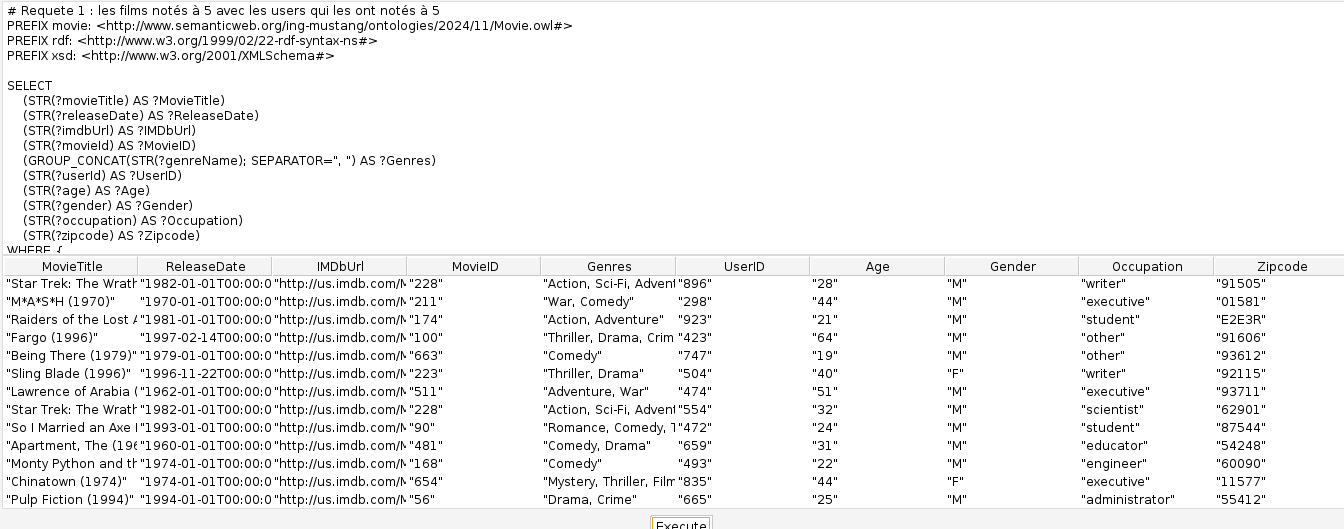 # Requete 1 : les films notés à 5 avec les users qui les ont notés à 5
PREFIX movie: <http://www.semanticweb.org/ing-mustang/ontologies/2024/11/Movie.owl#>
PREFIX rdf: <http://www.w3.org/1999/02/22-rdf-syntax-ns#>
PREFIX xsd: <http://www.w3.org/2001/XMLSchema#>
SELECT
(STR(?movieTitle) AS ?MovieTitle)
(STR(?releaseDate) AS ?ReleaseDate)
(STR(?imdbUrl) AS ?IMDbUrl)
(STR(?movieId) AS ?MovieID)
(GROUP_CONCAT(STR(?genreName); SEPARATOR=", ") AS ?Genres)
(STR(?userId) AS ?UserID)
(STR(?age) AS ?Age)
(STR(?gender) AS ?Gender)
(STR(?occupation) AS ?Occupation)
(STR(?zipcode) AS ?Zipcode)
WHERE {
MovieTitle ReleaseDate IMDbUrl MovieID Genres UserID Age Gender Occupation Zipcode
"Star Trek: The Wrath "1982-01-01T00:00:0 "http://us.imdb.com/M "228" "Action, Sci-Fi, Advent "896" "28" "M" "writer" "91505"
"M*A*S*H (1970)" "1970-01-01T00:00:0 "http://us.imdb.com/M "211" "War, Comedy" "298" "44" "M" "executive" "01581"
"Raiders of the Lost A "1981-01-01T00:00:0 "http://us.imdb.com/M "174" "Action, Adventure" "923" "21" "M" "student" "E2E3R"
"Fargo (1996)" "1997-02-14T00:00:0 "http://us.imdb.com/M "100" "Thriller, Drama, Crim "423" "64" "M" "other" "91606"
"Being There (1979)" "1979-01-01T00:00:0 "http://us.imdb.com/M "663" "Comedy" "747" "19" "M" "other" "93612"
"Sling Blade (1996)" "1996-11-22T00:00:0 "http://us.imdb.com/M "223" "Thriller, Drama" "504" "40" "F" "writer" "92115"
"Lawrence of Arabia ( "1962-01-01T00:00:0 "http://us.imdb.com/M "511" "Adventure, War" "474" "51" "M" "executive" "93711"
"Star Trek: The Wrath "1982-01-01T00:00:0 "http://us.imdb.com/M "228" "Action, Sci-Fi, Advent "554" "32" "M" "scientist" "62901"
"So I Married an Axe "1993-01-01T00:00:0 "http://us.imdb.com/M "90" "Romance, Comedy, T "472" "24" "M" "student" "87544"
"Apartment, The (196 "1960-01-01T00:00:0 "http://us.imdb.com/M "481" "Comedy, Drama" "659" "31" "M" "educator" "54248"
"Monty Python and th "1974-01-01T00:00:0 "http://us.imdb.com/M "168" "Comedy" "493" "22" "M" "engineer" "60090"
"Chinatown (1974)" "1974-01-01T00:00:0 "http://us.imdb.com/M "654" "Mystery, Thriller, Film "835" "44" "F" "executive" "11577"
"Pulp Fiction (1994)" "1994-01-01T00:00:0 "http://us.imdb.com/M "56" "Drama, Crime" "665" "25" "M" "administrator" "55412"
Execute